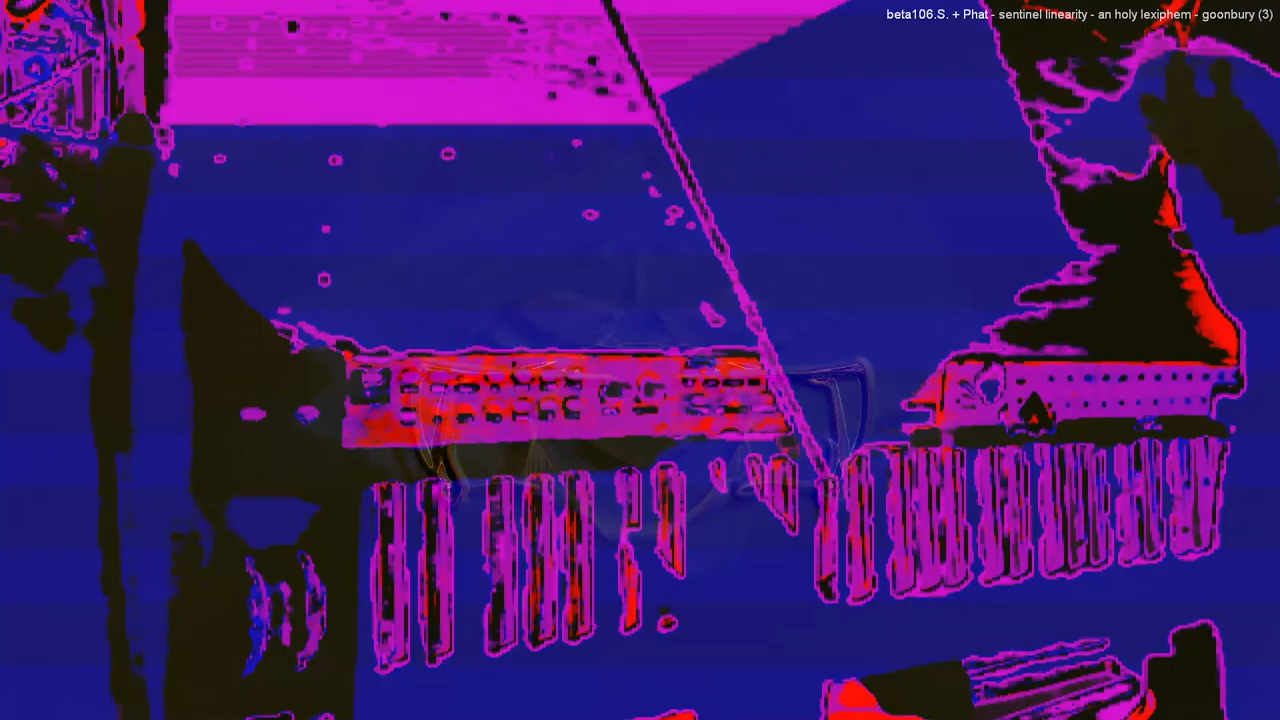 beta106.S. + Phat - sentinel linearity - an holy lexiphem - goonbury (3)